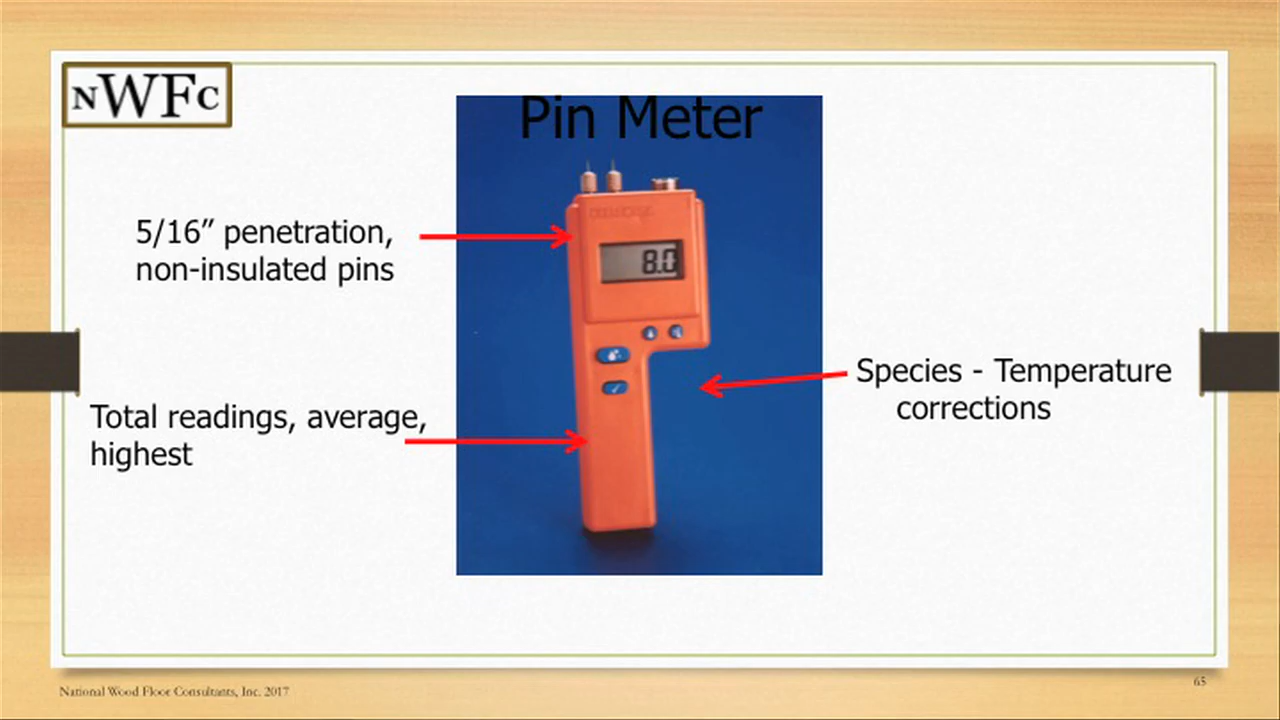 NWFC
Pin Meter
5/16” penetration,
non-insulated pins
8.0
Species - Temperature
corrections
Total readings, average,
highest
National Wood Floor Consultants, Inc. 2017
65